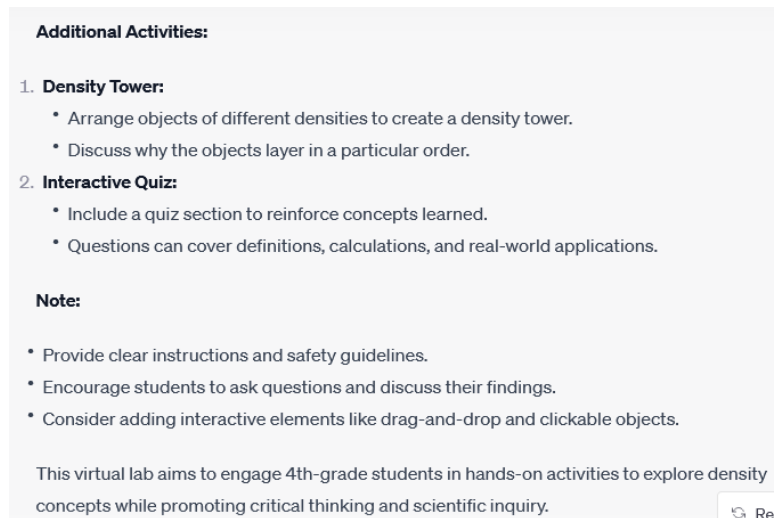 Additional Activities:
1. Density Tower:
• Arrange objects of different densities to create a density tower.
• Discuss why the objects layer in a particular order.
2. Interactive Quiz:
• Include a quiz section to reinforce concepts learned.
• Questions can cover definitions, calculations, and real-world applications.
Note:
• Provide clear instructions and safety guidelines.
• Encourage students to ask questions and discuss their findings.
• Consider adding interactive elements like drag-and-drop and clickable objects.
This virtual lab aims to engage 4th-grade students in hands-on activities to explore density
concepts while promoting critical thinking and scientific inquiry.